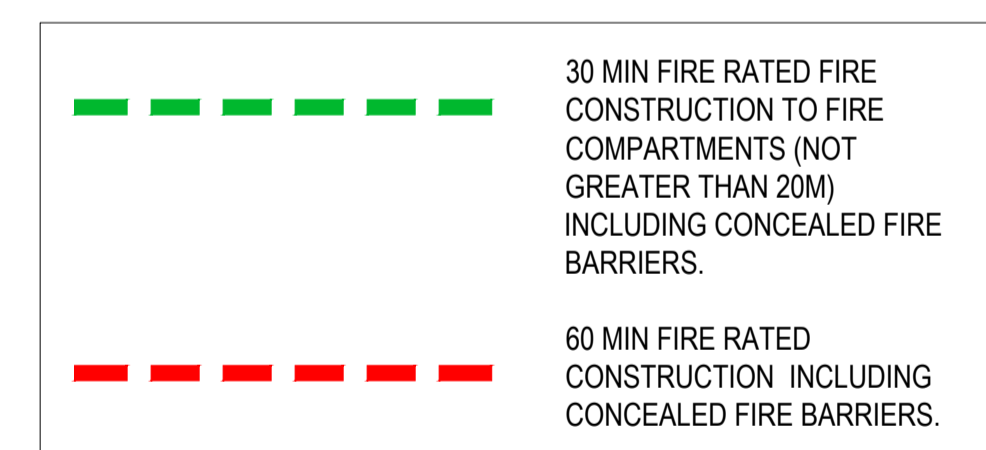 30 MIN FIRE RATED FIRE
CONSTRUCTION TO FIRE
COMPARTMENTS (NOT
GREATER THAN 20M)
INCLUDING CONCEALED FIRE
BARRIERS.
60 MIN FIRE RATED
CONSTRUCTION  INCLUDING
CONCEALED FIRE BARRIERS.